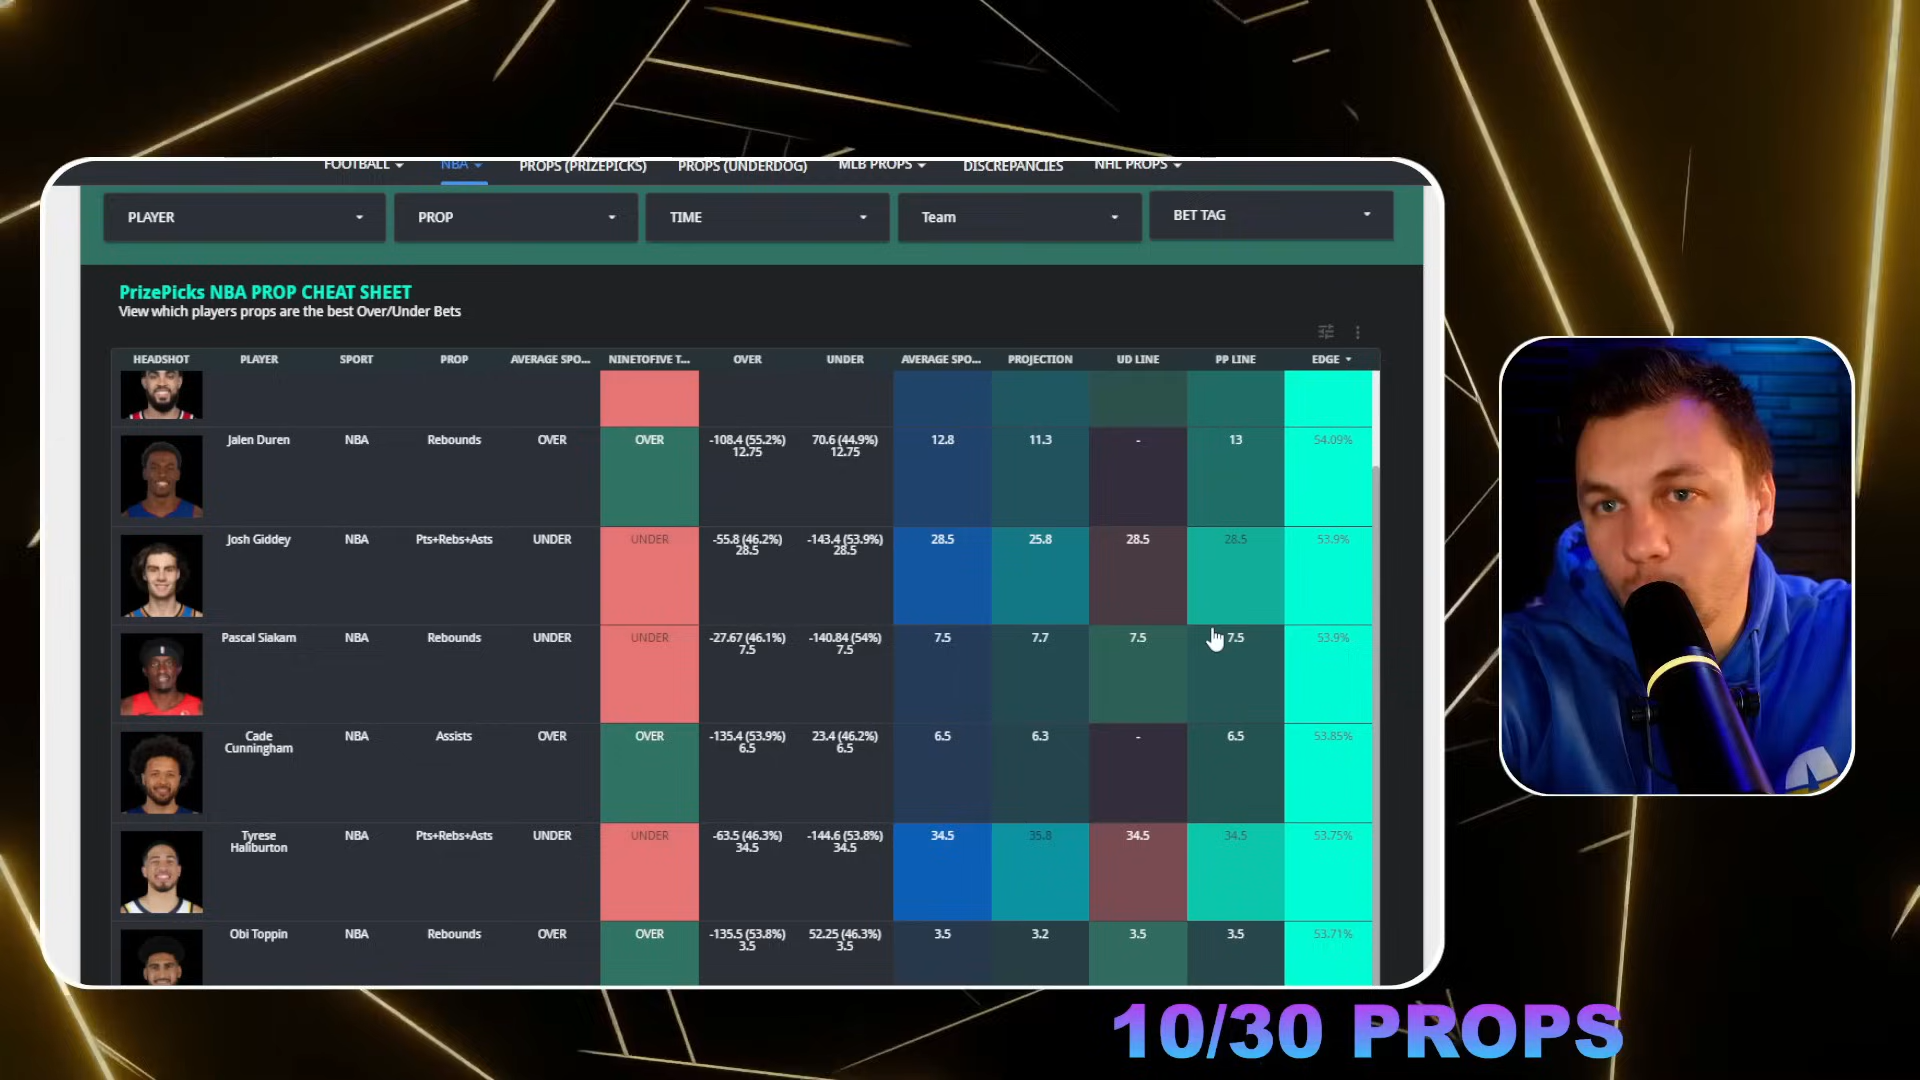 FOOTBALL NBA PROPS (PRIZEPICKS) PROPS (UNDERDOG) MLB PROPS DISCREPANCIES NHL PROPS
PLAYER PROP TIME Team BET TAG
PrizePicks NBA PROP CHEAT SHEET
View which players props are the best Over/Under Bets
HEADSHOT PLAYER SPORT PROP AVERAGE SPO... NINETOFIVE T... OVER UNDER AVERAGE SPO... PROJECTION UD LINE PP LINE EDGE
Jalen Duren NBA Rebounds OVER OVER -108.4 (55.2%) 70.6 (44.9%) 12.8 11.3 - 13 54.09%
12.75 12.75
Josh Giddey NBA Pts+Rebs+Asts UNDER UNDER -55.8 (46.2%) -143.4 (53.9%) 28.5 25.8 28.5 28.5 53.9%
28.5 28.5
Pascal Siakam NBA Rebounds UNDER UNDER -27.67 (46.1%) -140.84 (54%) 7.5 7.7 7.5 7.5 53.9%
7.5 7.5
Cade NBA Assists OVER OVER -135.4 (53.9%) 23.4 (46.2%) 6.5 6.3 - 6.5 53.85%
Cunningham 6.5 6.5
Tyrese NBA Pts+Rebs+Asts UNDER UNDER -63.5 (46.3%) -144.6 (53.8%) 34.5 35.8 34.5 34.5 53.75%
Haliburton 34.5 34.5
Obi Toppin NBA Rebounds OVER OVER -135.5 (53.8%) 52.25 (46.3%) 3.5 3.2 3.5 3.5 53.71%
3.5 3.5
10/30 PROPS